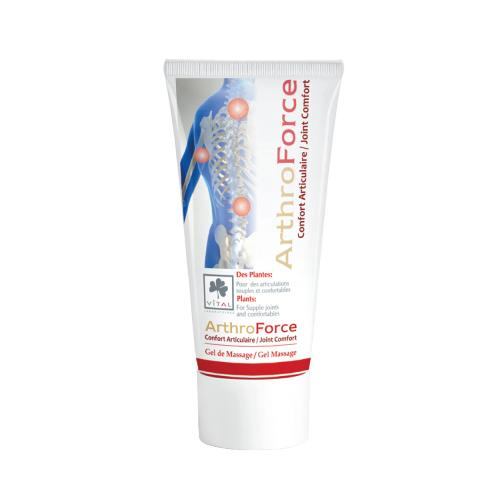 ArthroForce
Confort Articulaire / Joint Comfort
Des Plantes:
Pour des articulations
souples et confortables
Plants:
For Supple joints
and comfortables
VITAL
ArthroForce
Confort Articulaire / Joint Comfort
Gel de Massage / Gel Massage